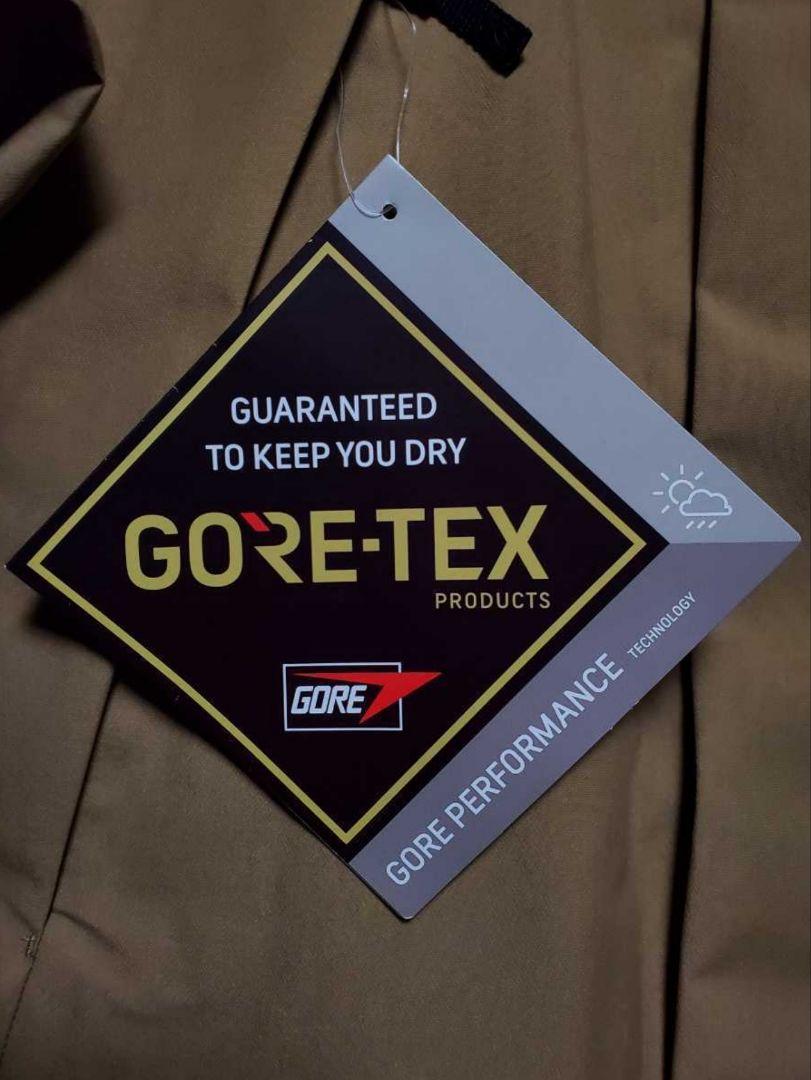 GUARANTEED
TO KEEP YOU DRY
GORE-TEX
PRODUCTS
GORE
GORE PERFORMANCE TECHNOLOGY